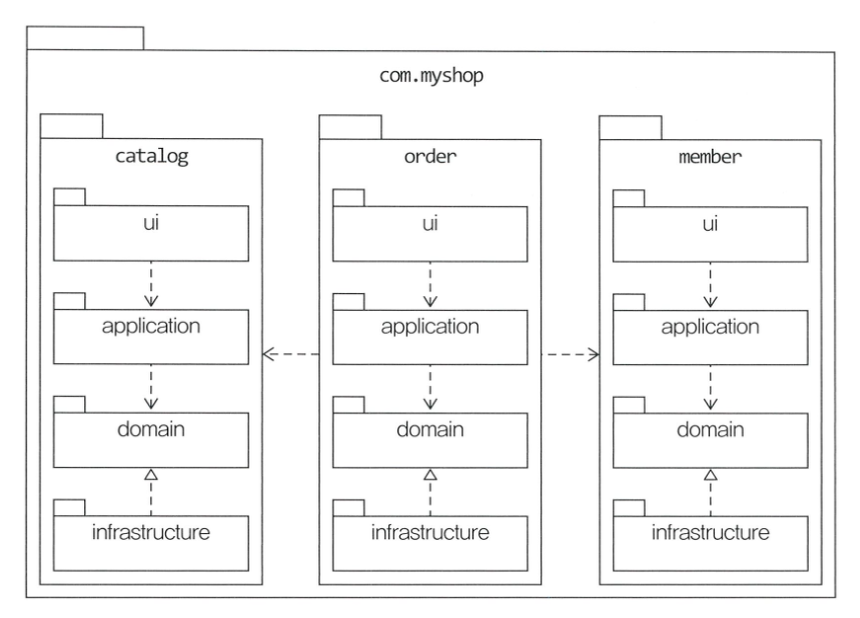 com.myshop
catalog
order
member
ui
ui
ui
application
application
application
domain
domain
domain
infrastructure
infrastructure
infrastructure